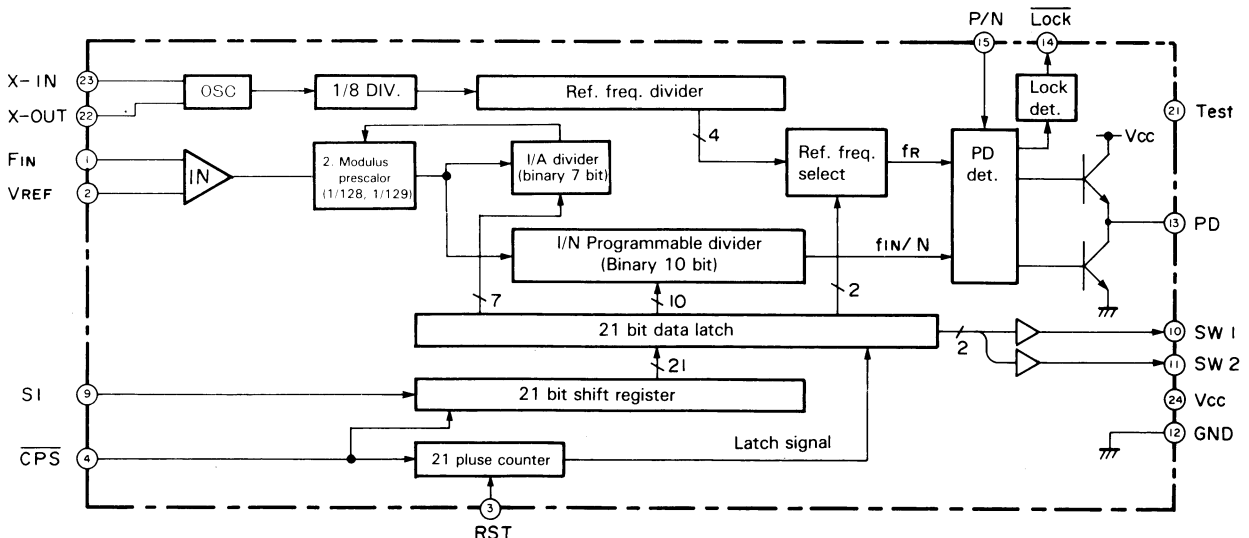 P/N
Lock
15
14
X-IN
23
OSC
1/8 DIV.
Ref. freq. divider
Lock
det.
X-OUT
22
21
Test
4
Vcc
FIN
1
IN
2. Modulus
prescalor
(1/128, 1/129)
I/A divider
(binary 7 bit)
Ref. freq.
select
fR
PD
det.
VREF
2
13
PD
I/N Programmable divider
(Binary 10 bit)
fIN/N
7
10
2
21 bit data latch
2
10
SW 1
11
SW 2
21
SI
9
21 bit shift register
24
Vcc
12
GND
Latch signal
CPS
4
21 pluse counter
3
RST